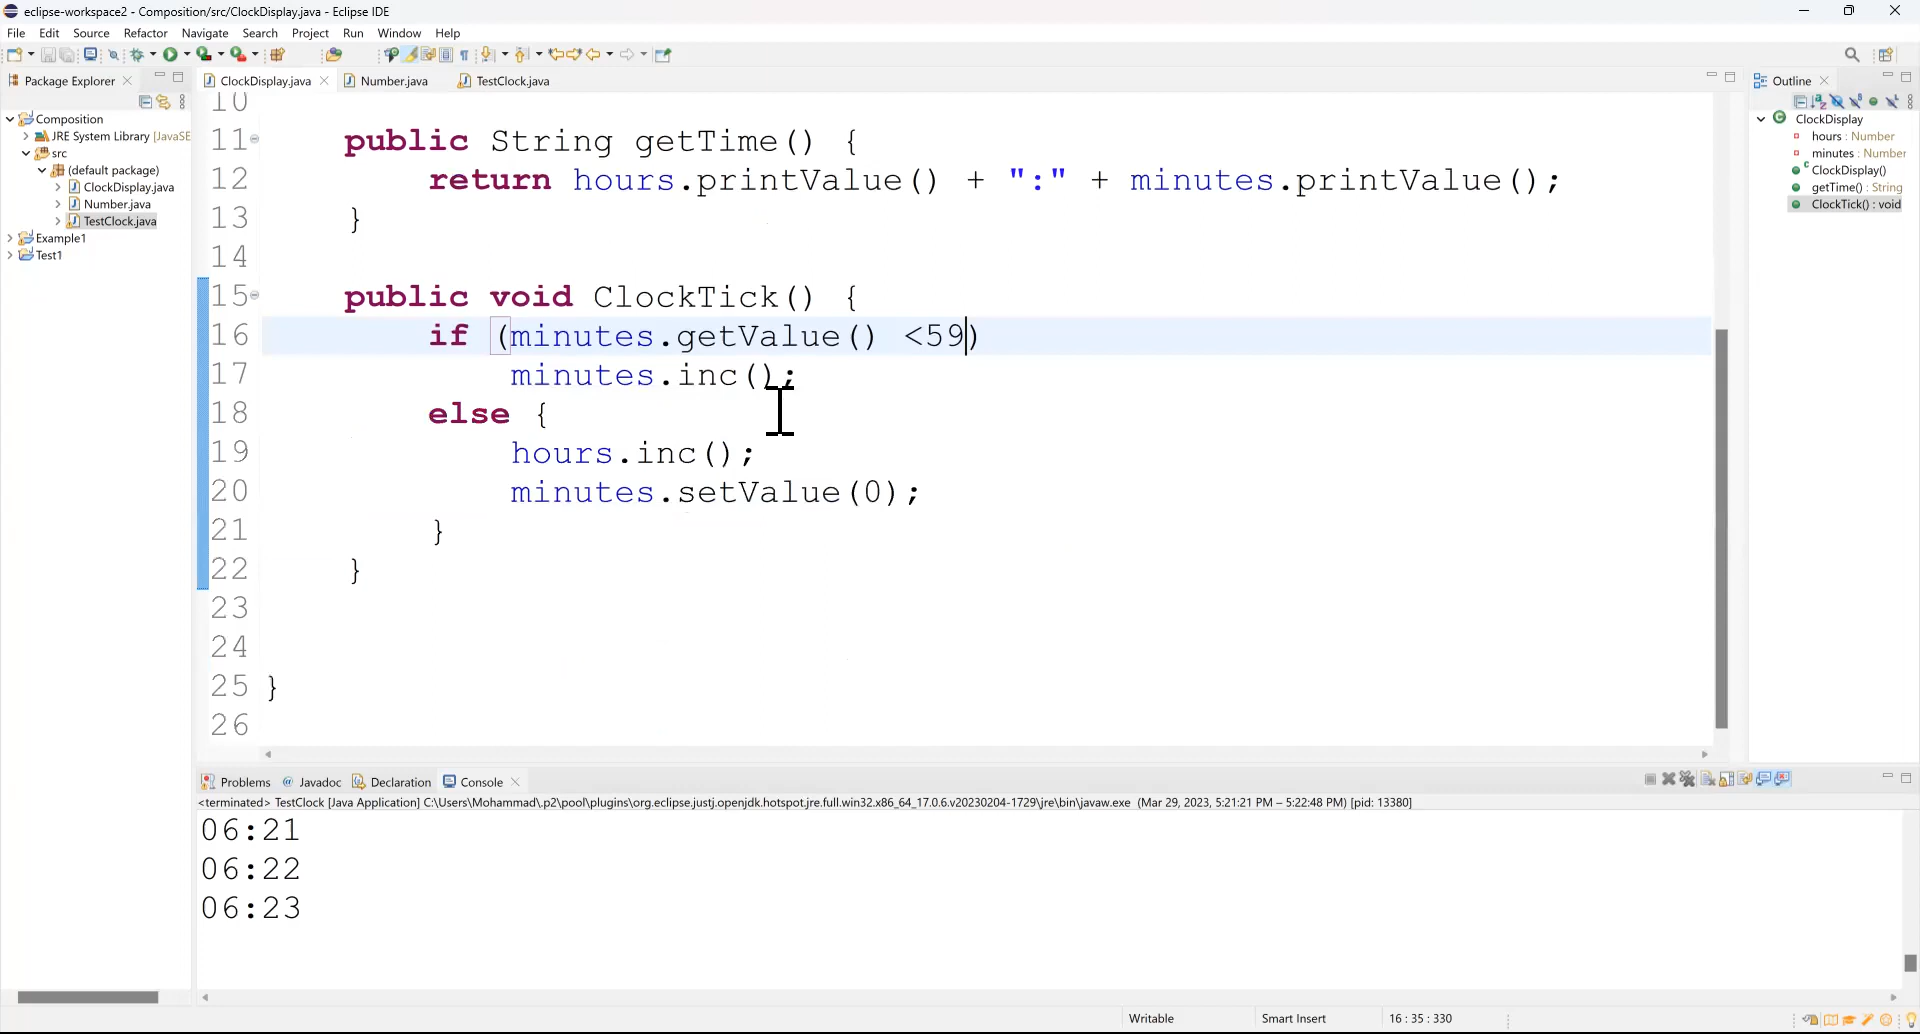 eclipse-workspace2 - Composition/src/ClockDisplay.java - Eclipse IDE
File Edit Source Refactor Navigate Search Project Run Window Help
Package Explorer
ClockDisplay.java Number.java TestClock.java
Outline
Composition
JRE System Library [JavaSE
src
(default package)
ClockDisplay.java
Number.java
TestClock.java
Example1
Test1
10
11 public String getTime() {
12 return hours.printValue() + ":" + minutes.printValue();
13 }
14
15 public void ClockTick() {
16 if (minutes.getValue() <59)
17 minutes.inc();
18 else {
19 hours.inc();
20 minutes.setValue(0);
21 }
22 }
23
24
25 }
26
ClockDisplay
hours : Number
minutes : Number
ClockDisplay()
getTime() : String
ClockTick() : void
Problems Javadoc Declaration Console
<terminated> TestClock [Java Application] C:\Users\Mohammad\.p2\pool\plugins\org.eclipse.justj.openjdk.hotspot.jre.full.win32.x86_64_17.0.6.v20230204-1729\jre\bin\javaw.exe (Mar 29, 2023, 5:21:21 PM – 5:22:48 PM) [pid: 13380]
06:21
06:22
06:23
Writable Smart Insert 16 : 35 : 330